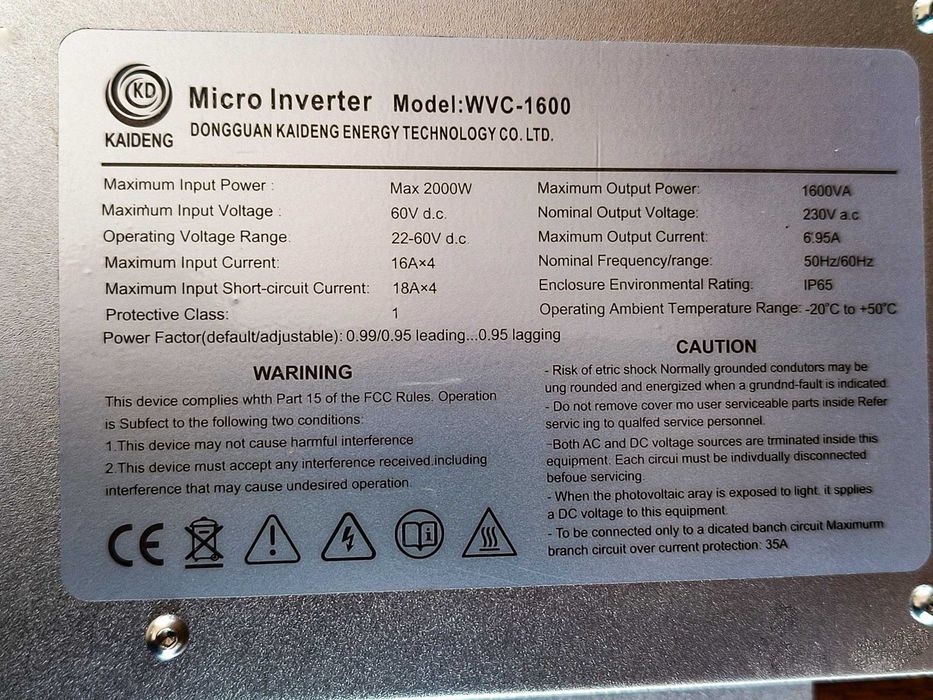 KD
KAIDENG
Micro Inverter Model:WVC-1600
DONGGUAN KAIDENG ENERGY TECHNOLOGY CO. LTD.
Maximum Input Power : Max 2000W
Maximum Input Voltage : 60V d.c.
Operating Voltage Range: 22-60V d.c.
Maximum Input Current: 16A×4
Maximum Input Short-circuit Current: 18A×4
Protective Class: 1
Power Factor(default/adjustable): 0.99/0.95 leading...0.95 lagging
Maximum Output Power: 1600VA
Nominal Output Voltage: 230V a.c
Maximum Output Current: 6.95A
Nominal Frequency/range: 50Hz/60Hz
Enclosure Environmental Rating: IP65
Operating Ambient Temperature Range: -20°C to +50°C
WARINING
This device complies whth Part 15 of the FCC Rules. Operation
is Subfect to the following two conditions:
1.This device may not cause harmful interference
2.This device must accept any interference received.including
interference that may cause undesired operation.
CE
CAUTION
- Risk of etric shock Normally grounded condutors may be
ung rounded and energized when a grundnd-fault is indicated
- Do not remove cover mo user serviceable parts inside Refer
servic ing to qualfed service personnel.
-Both AC and DC voltage sources are trminated inside this
equipment. Each circui must be indivdually disconnected
befoue servicing.
- When the photovoltaic aray is exposed to light. it spplies
a DC voltage to this equipment.
- To be connected only to a dicated banch circuit Maximurm
branch circuit over current protection: 35A